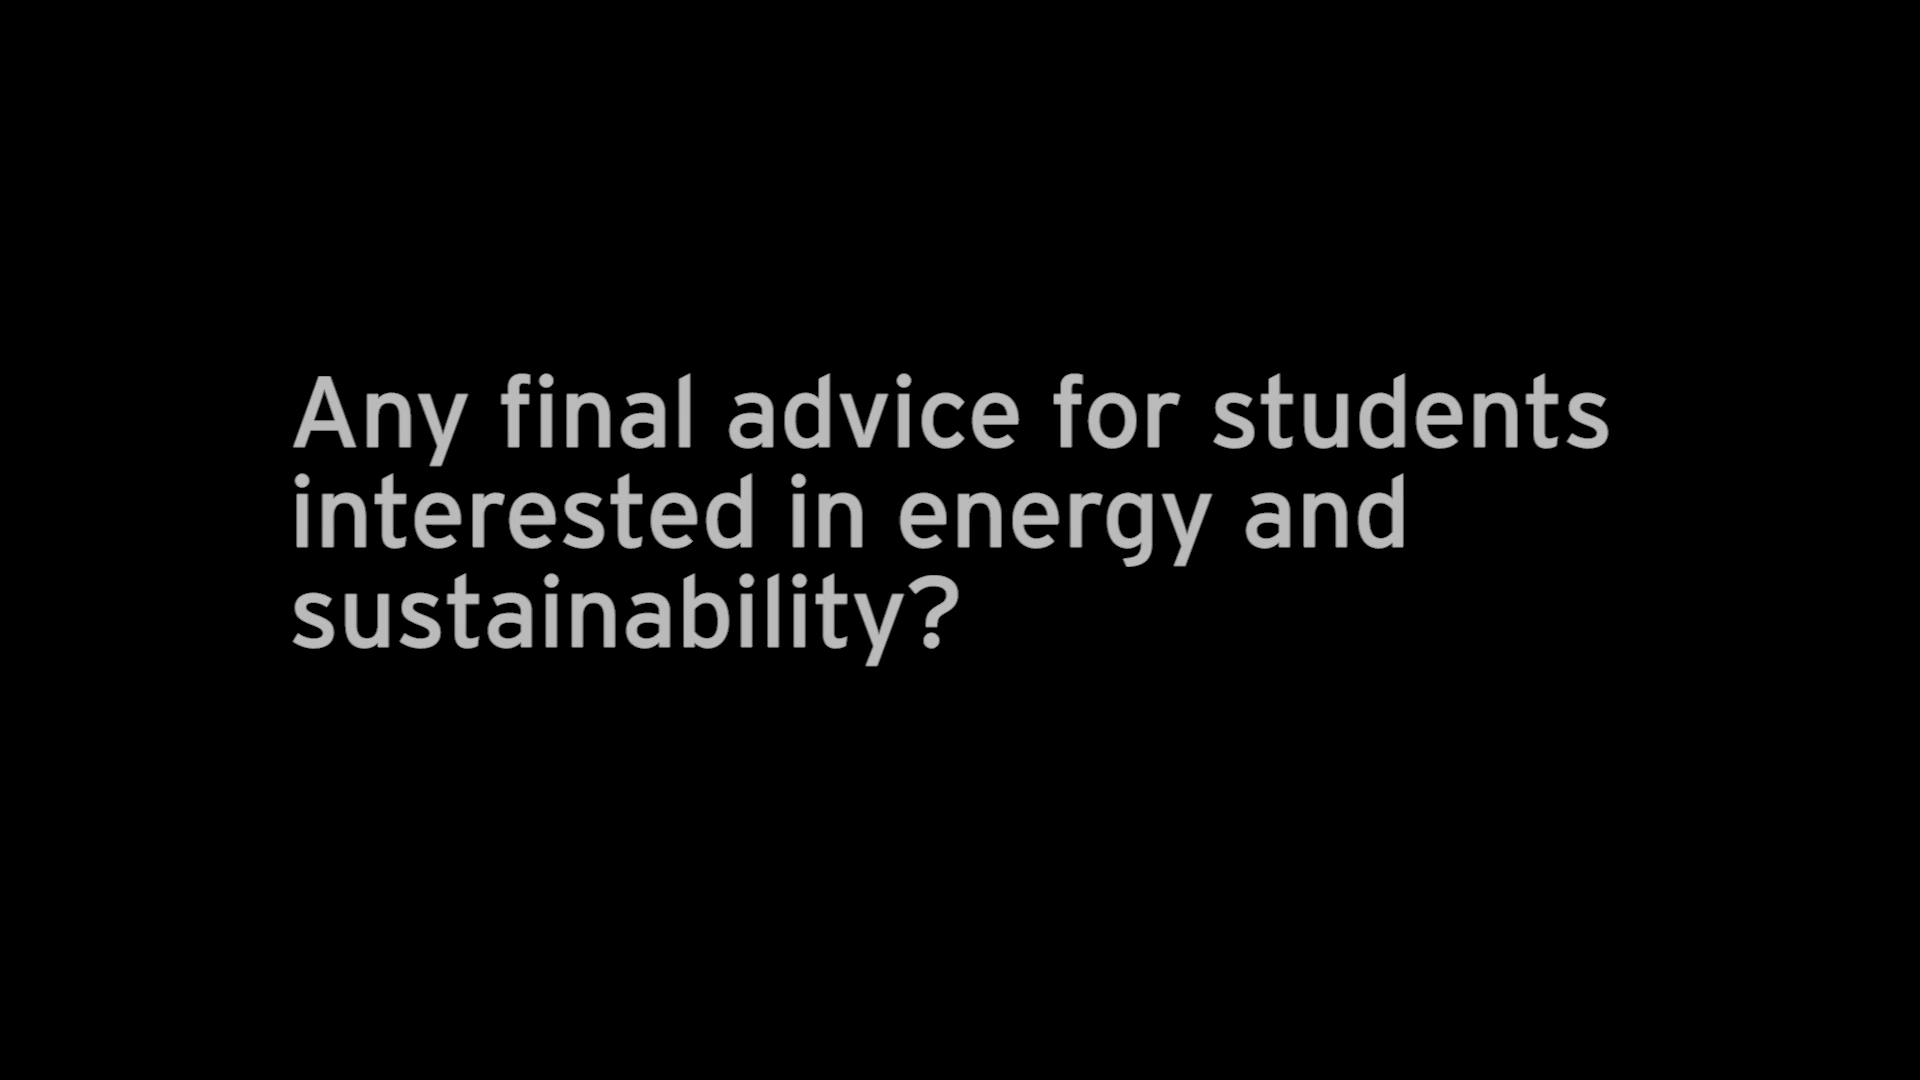 Any final advice for students
interested in energy and
sustainability?